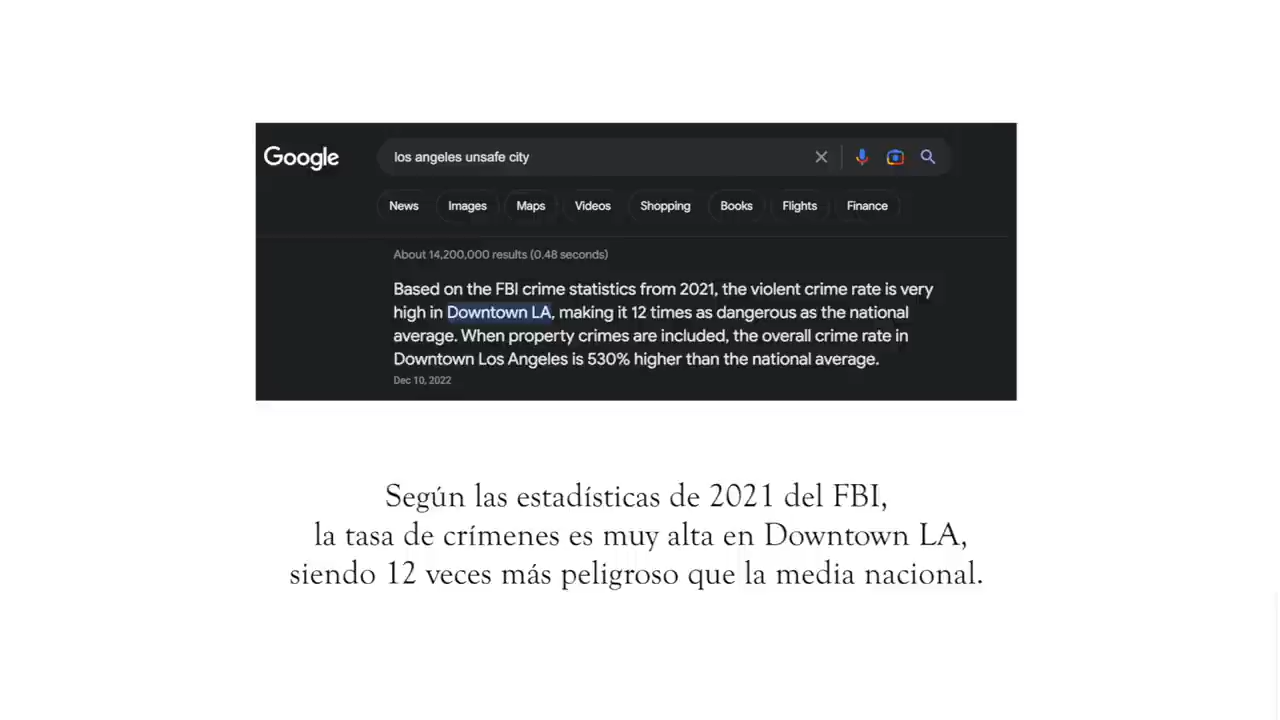 Google
los angeles unsafe city
News Images Maps Videos Shopping Books Flights Finance
About 14,200,000 results (0.48 seconds)
Based on the FBI crime statistics from 2021, the violent crime rate is very
high in Downtown LA, making it 12 times as dangerous as the national
average. When property crimes are included, the overall crime rate in
Downtown Los Angeles is 530% higher than the national average.
Dec 10, 2022
Según las estadísticas de 2021 del FBI,
la tasa de crímenes es muy alta en Downtown LA,
siendo 12 veces más peligroso que la media nacional.